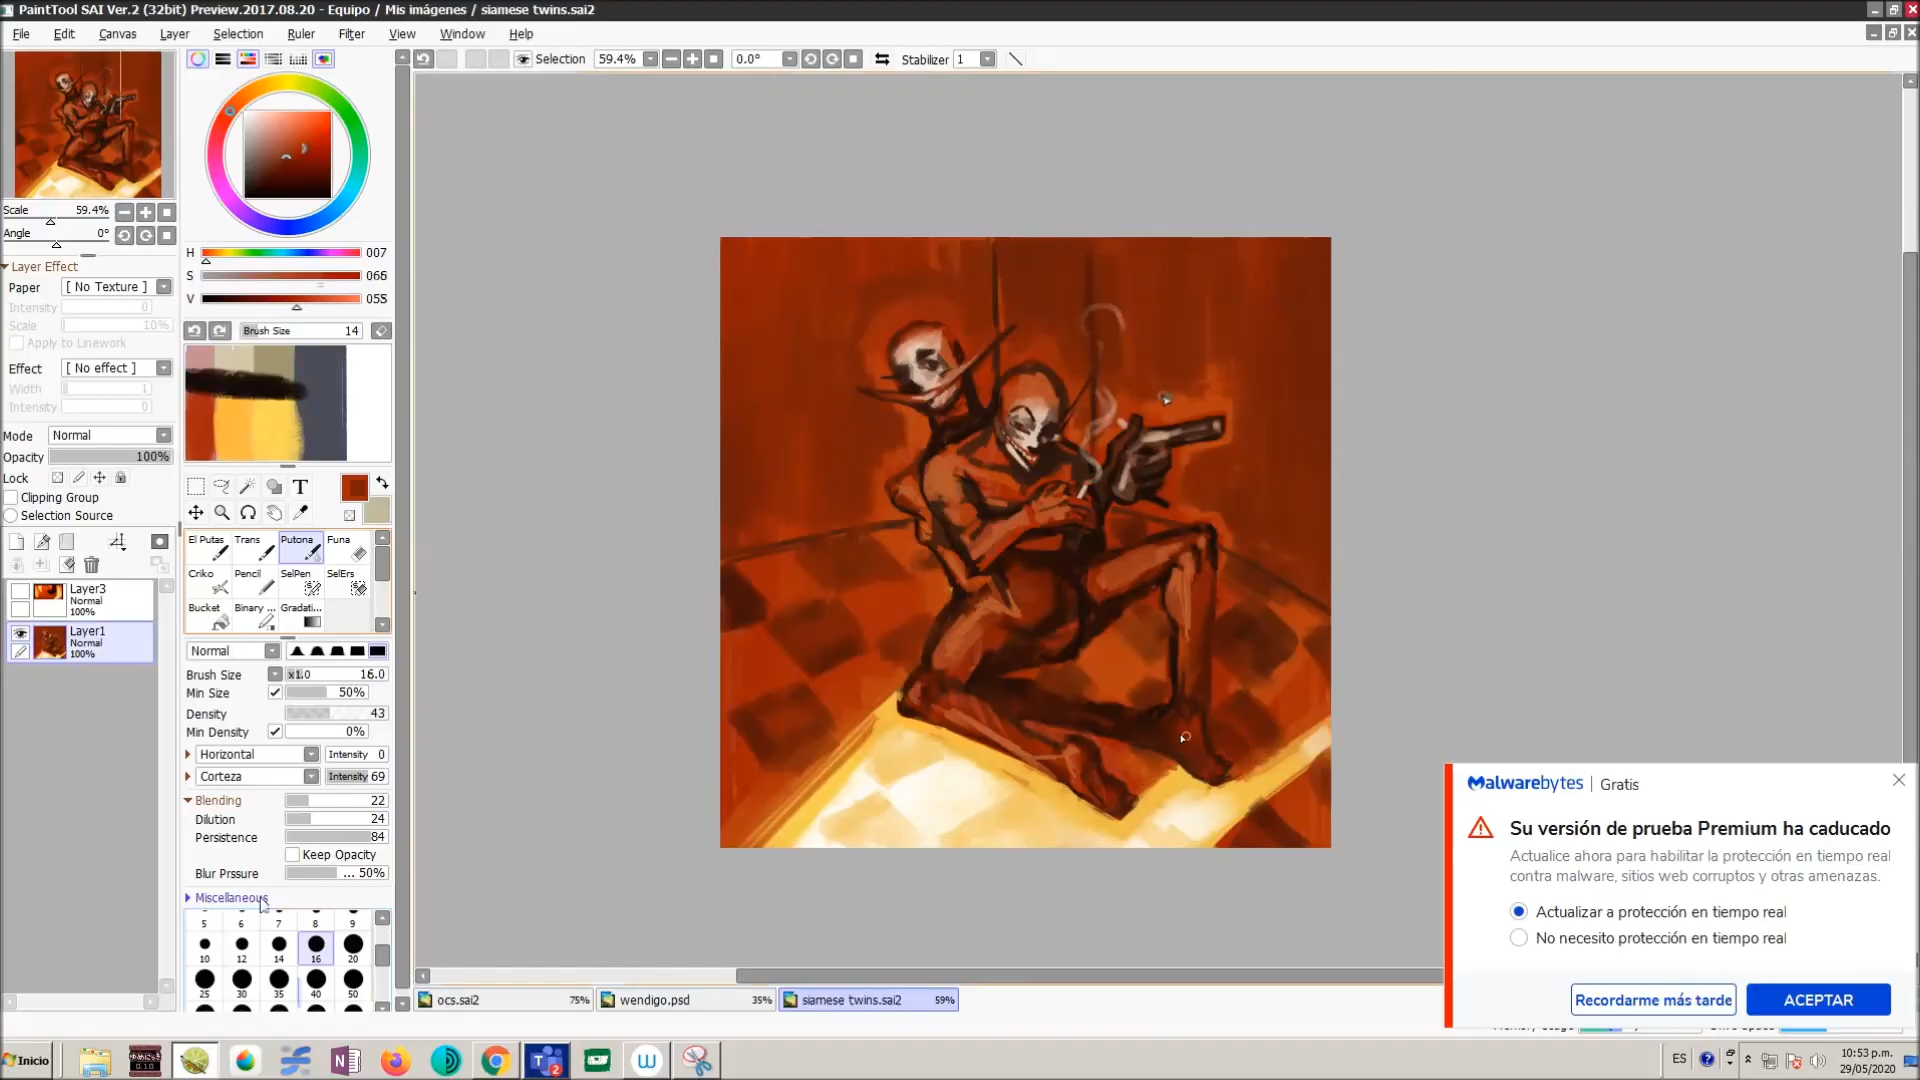 PaintTool SAI Ver.2 (32bit) Preview.2017.08.20 - Equipo / Mis imágenes / siamese twins.sai2
File Edit Canvas Layer Selection Ruler Filter View Window Help
Selection 59.4% 0.0° Stabilizer 1
Scale 59.4%
Angle 0°
Layer Effect
Paper [ No Texture ]
Intensity 0
Scale 10%
Apply to Linework
Effect [ No effect ]
Width 1
Intensity 0
Mode Normal
Opacity 100%
Lock
Clipping Group
Selection Source
Layer3
Normal
100%
Layer1
Normal
100%
H 007
S 066
V 055
Brush Size 14
T
El Putas Trans Putona Funa
Criko Pencil SelPen SelErs
Bucket Binary ... Gradati...
Normal
Brush Size x1.0 16.0
Min Size 50%
Density 43
Min Density 0%
Horizontal Intensity 0
Corteza Intensity 69
Blending 22
Dilution 24
Persistence 84
Keep Opacity
Blur Prssure ... 50%
Miscellaneous
5 6 7 8 9
10 12 14 16 20
25 30 35 40 50
ocs.sai2 75% wendigo.psd 35% siamese twins.sai2 59%
Malwarebytes | Gratis
Su versión de prueba Premium ha caducado
Actualice ahora para habilitar la protección en tiempo real
contra malware, sitios web corruptos y otras amenazas.
Actualizar a protección en tiempo real
No necesito protección en tiempo real
Recordarme más tarde ACEPTAR
Inicio
ES
10:53 p.m.
29/05/2020